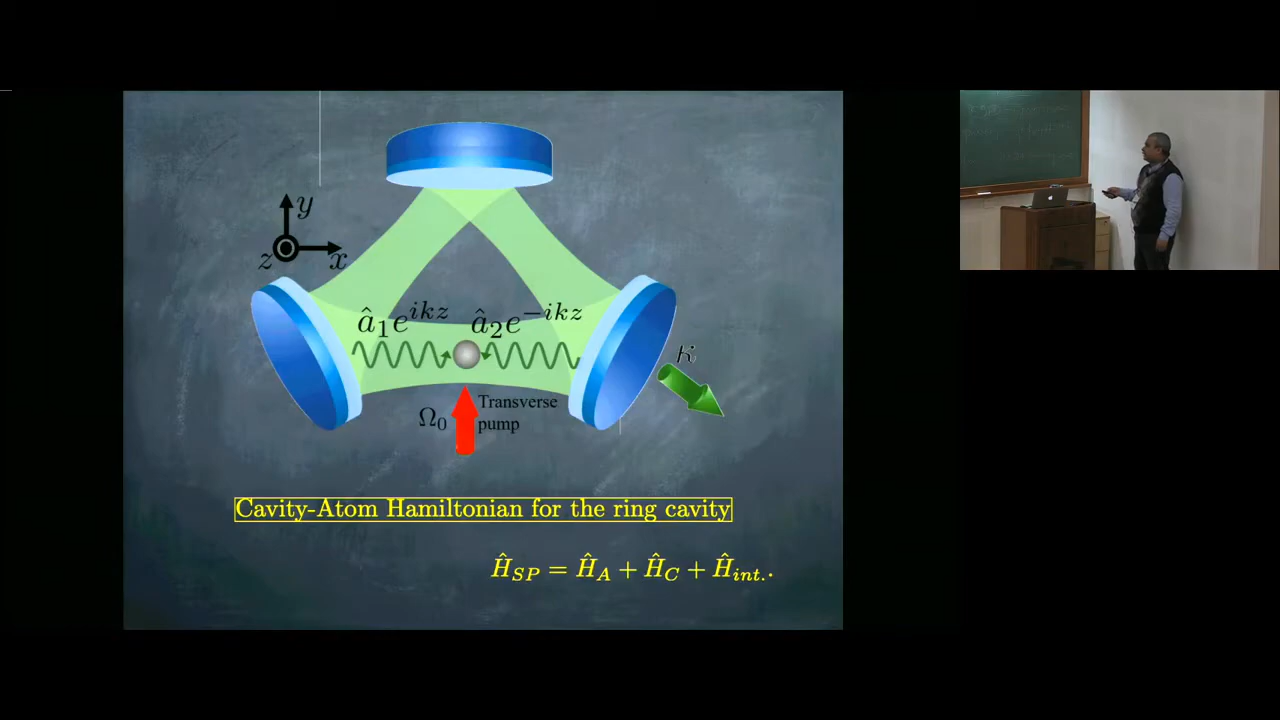 y
z x
â₁e^{ikz} â₂e^{-ikz}
κ
Ω₀ Transverse
pump
Cavity-Atom Hamiltonian for the ring cavity
Ĥ_{SP} = Ĥ_A + Ĥ_C + Ĥ_{int.}.